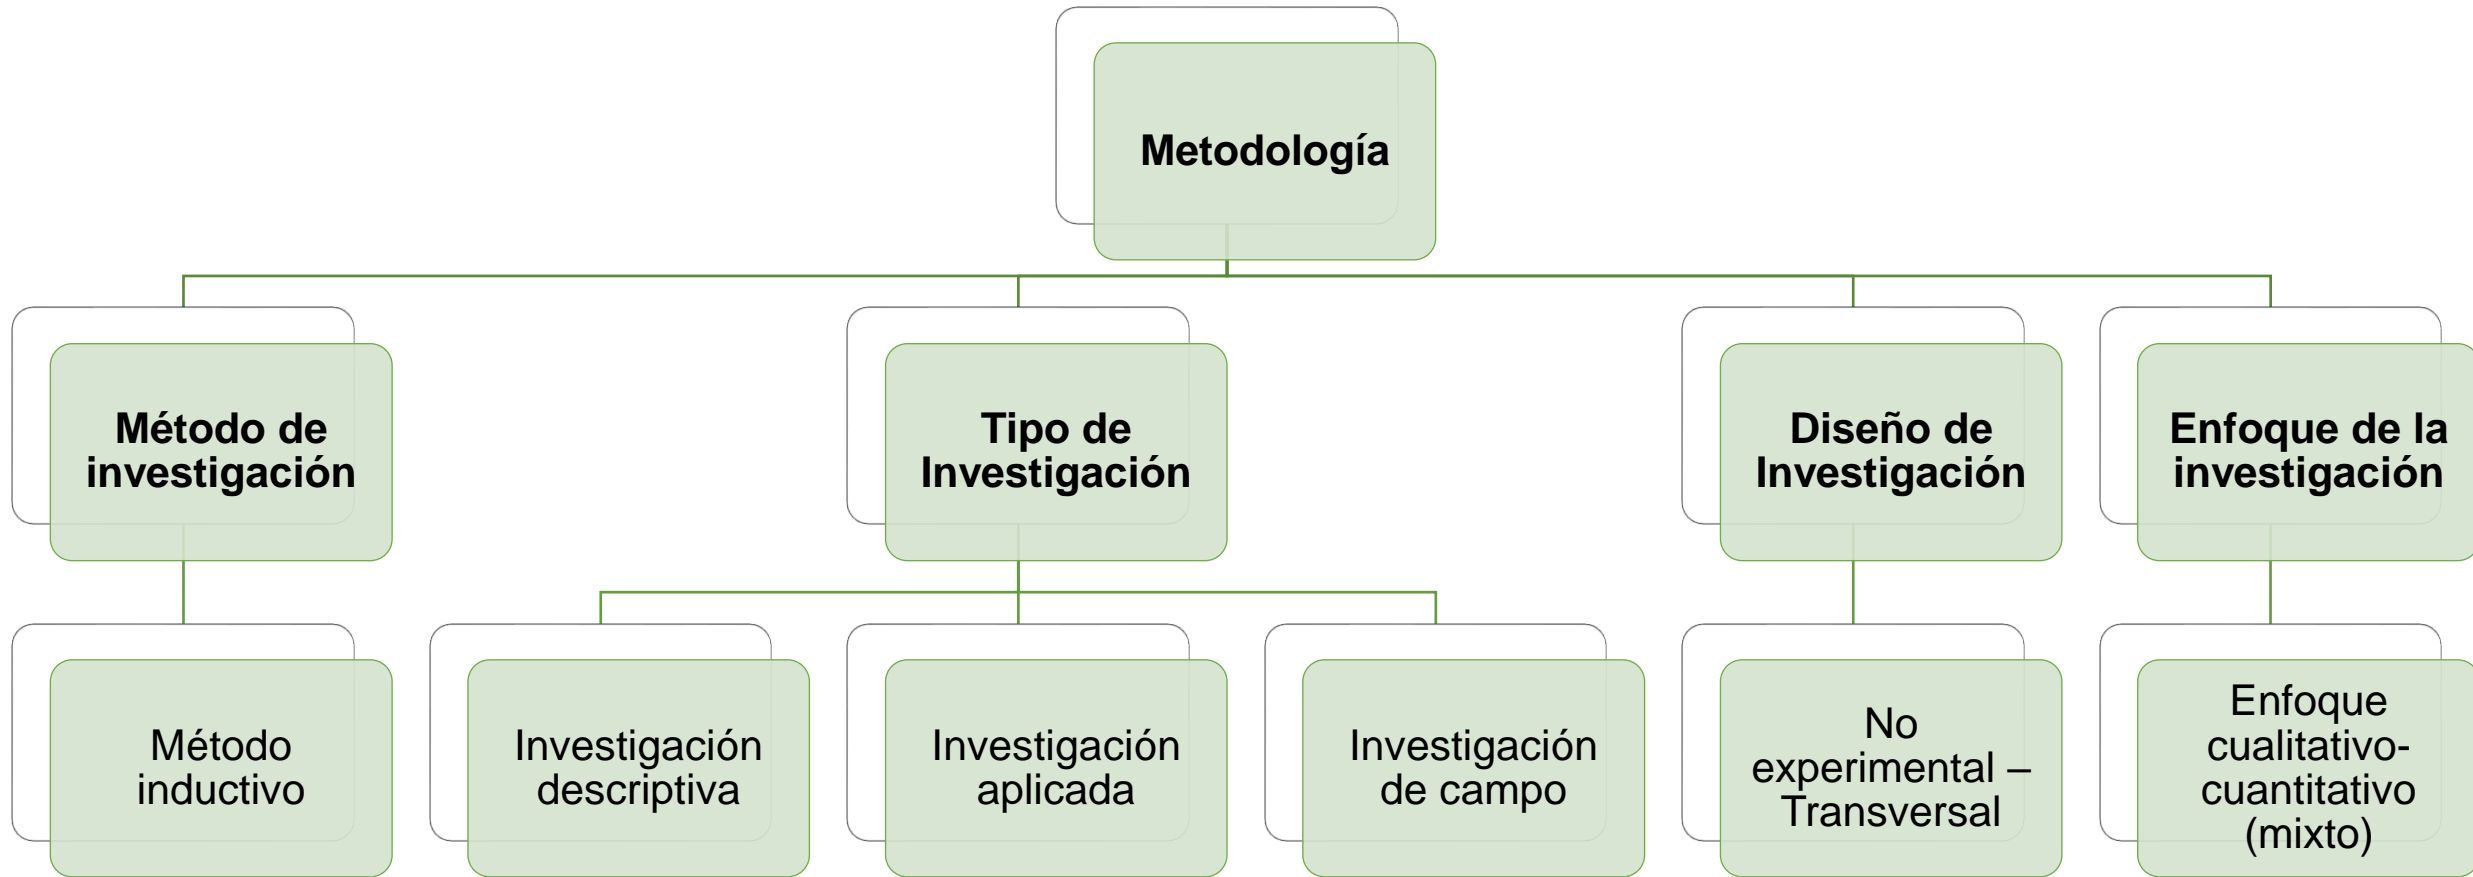 Metodología
Método de
investigación
Tipo de
Investigación
Diseño de
Investigación
Enfoque de la
investigación
Método
inductivo
Investigación
descriptiva
Investigación
aplicada
Investigación
de campo
No
experimental –
Transversal
Enfoque
cualitativo-
cuantitativo
(mixto)